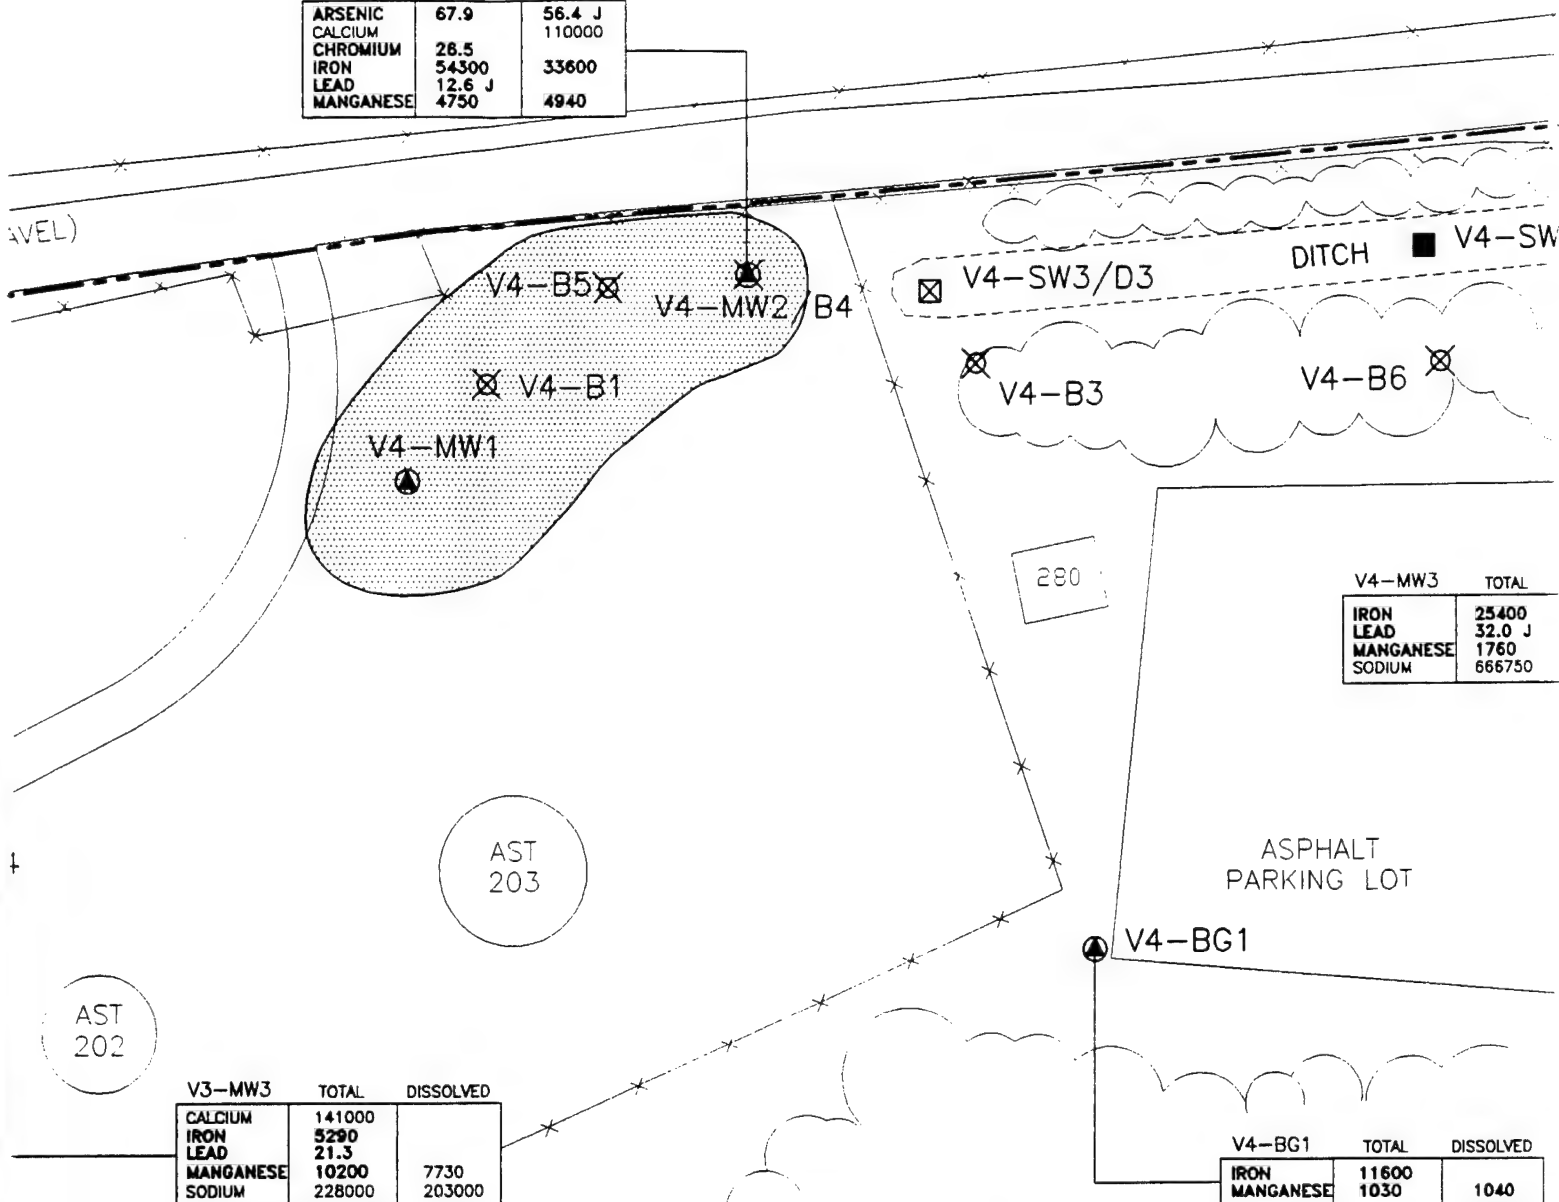 ARSENIC 67.9 56.4 J
CALCIUM 110000
CHROMIUM 26.5
IRON 54300 33600
LEAD 12.6 J
MANGANESE 4750 4940
AVEL)
DITCH
V4-SW
V4-SW3/D3
V4-B5
V4-MW2/B4
V4-B1
V4-B3
V4-B6
V4-MW1
280
V4-MW3 TOTAL
IRON 25400
LEAD 32.0 J
MANGANESE 1760
SODIUM 666750
AST
203
ASPHALT
PARKING LOT
V4-BG1
AST
202
V3-MW3 TOTAL DISSOLVED
CALCIUM 141000
IRON 5290
LEAD 21.3
MANGANESE 10200 7730
SODIUM 228000 203000
V4-BG1 TOTAL DISSOLVED
IRON 11600
MANGANESE 1030 1040